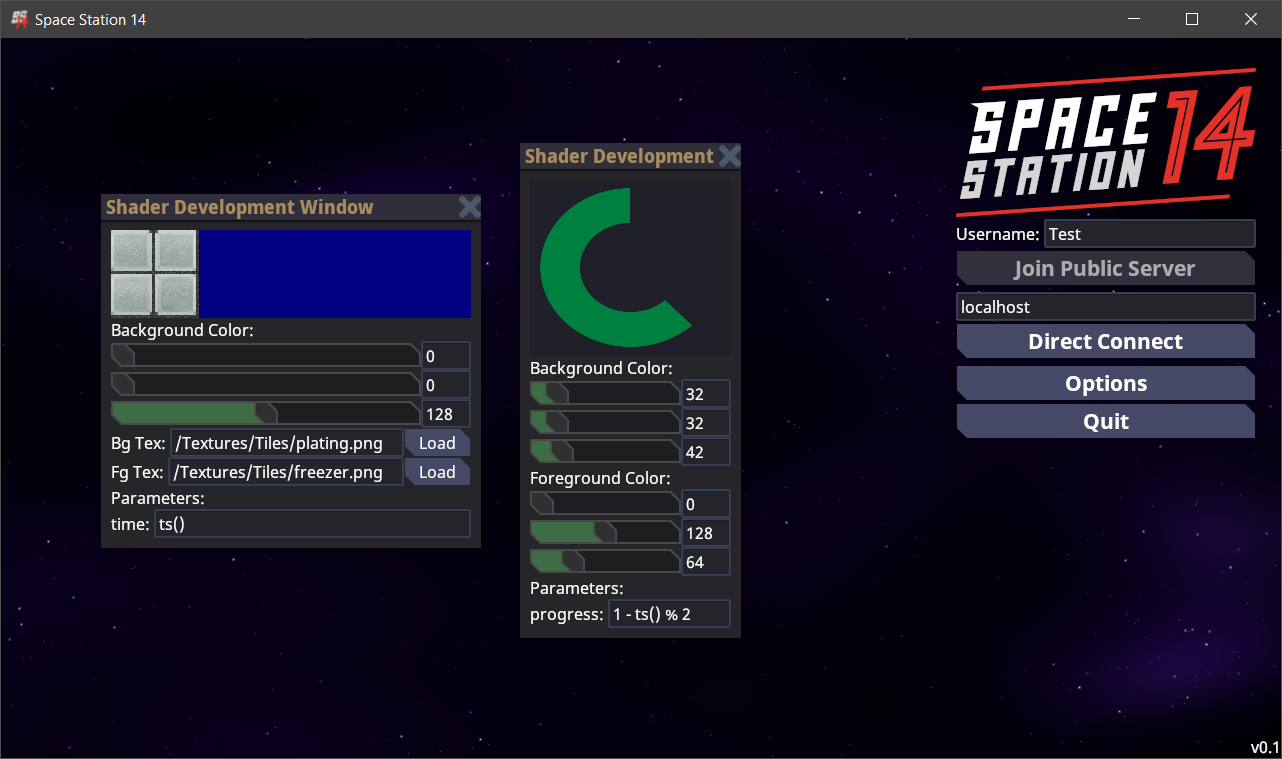 Space Station 14
SPACE
STATION 14
Username: Test
Join Public Server
localhost
Direct Connect
Options
Quit
Shader Development Window
Background Color:
0
0
128
Bg Tex: /Textures/Tiles/plating.png Load
Fg Tex: /Textures/Tiles/freezer.png Load
Parameters:
time: ts()
Shader Development
Background Color:
32
32
42
Foreground Color:
0
128
64
Parameters:
progress: 1 - ts() % 2
v0.1